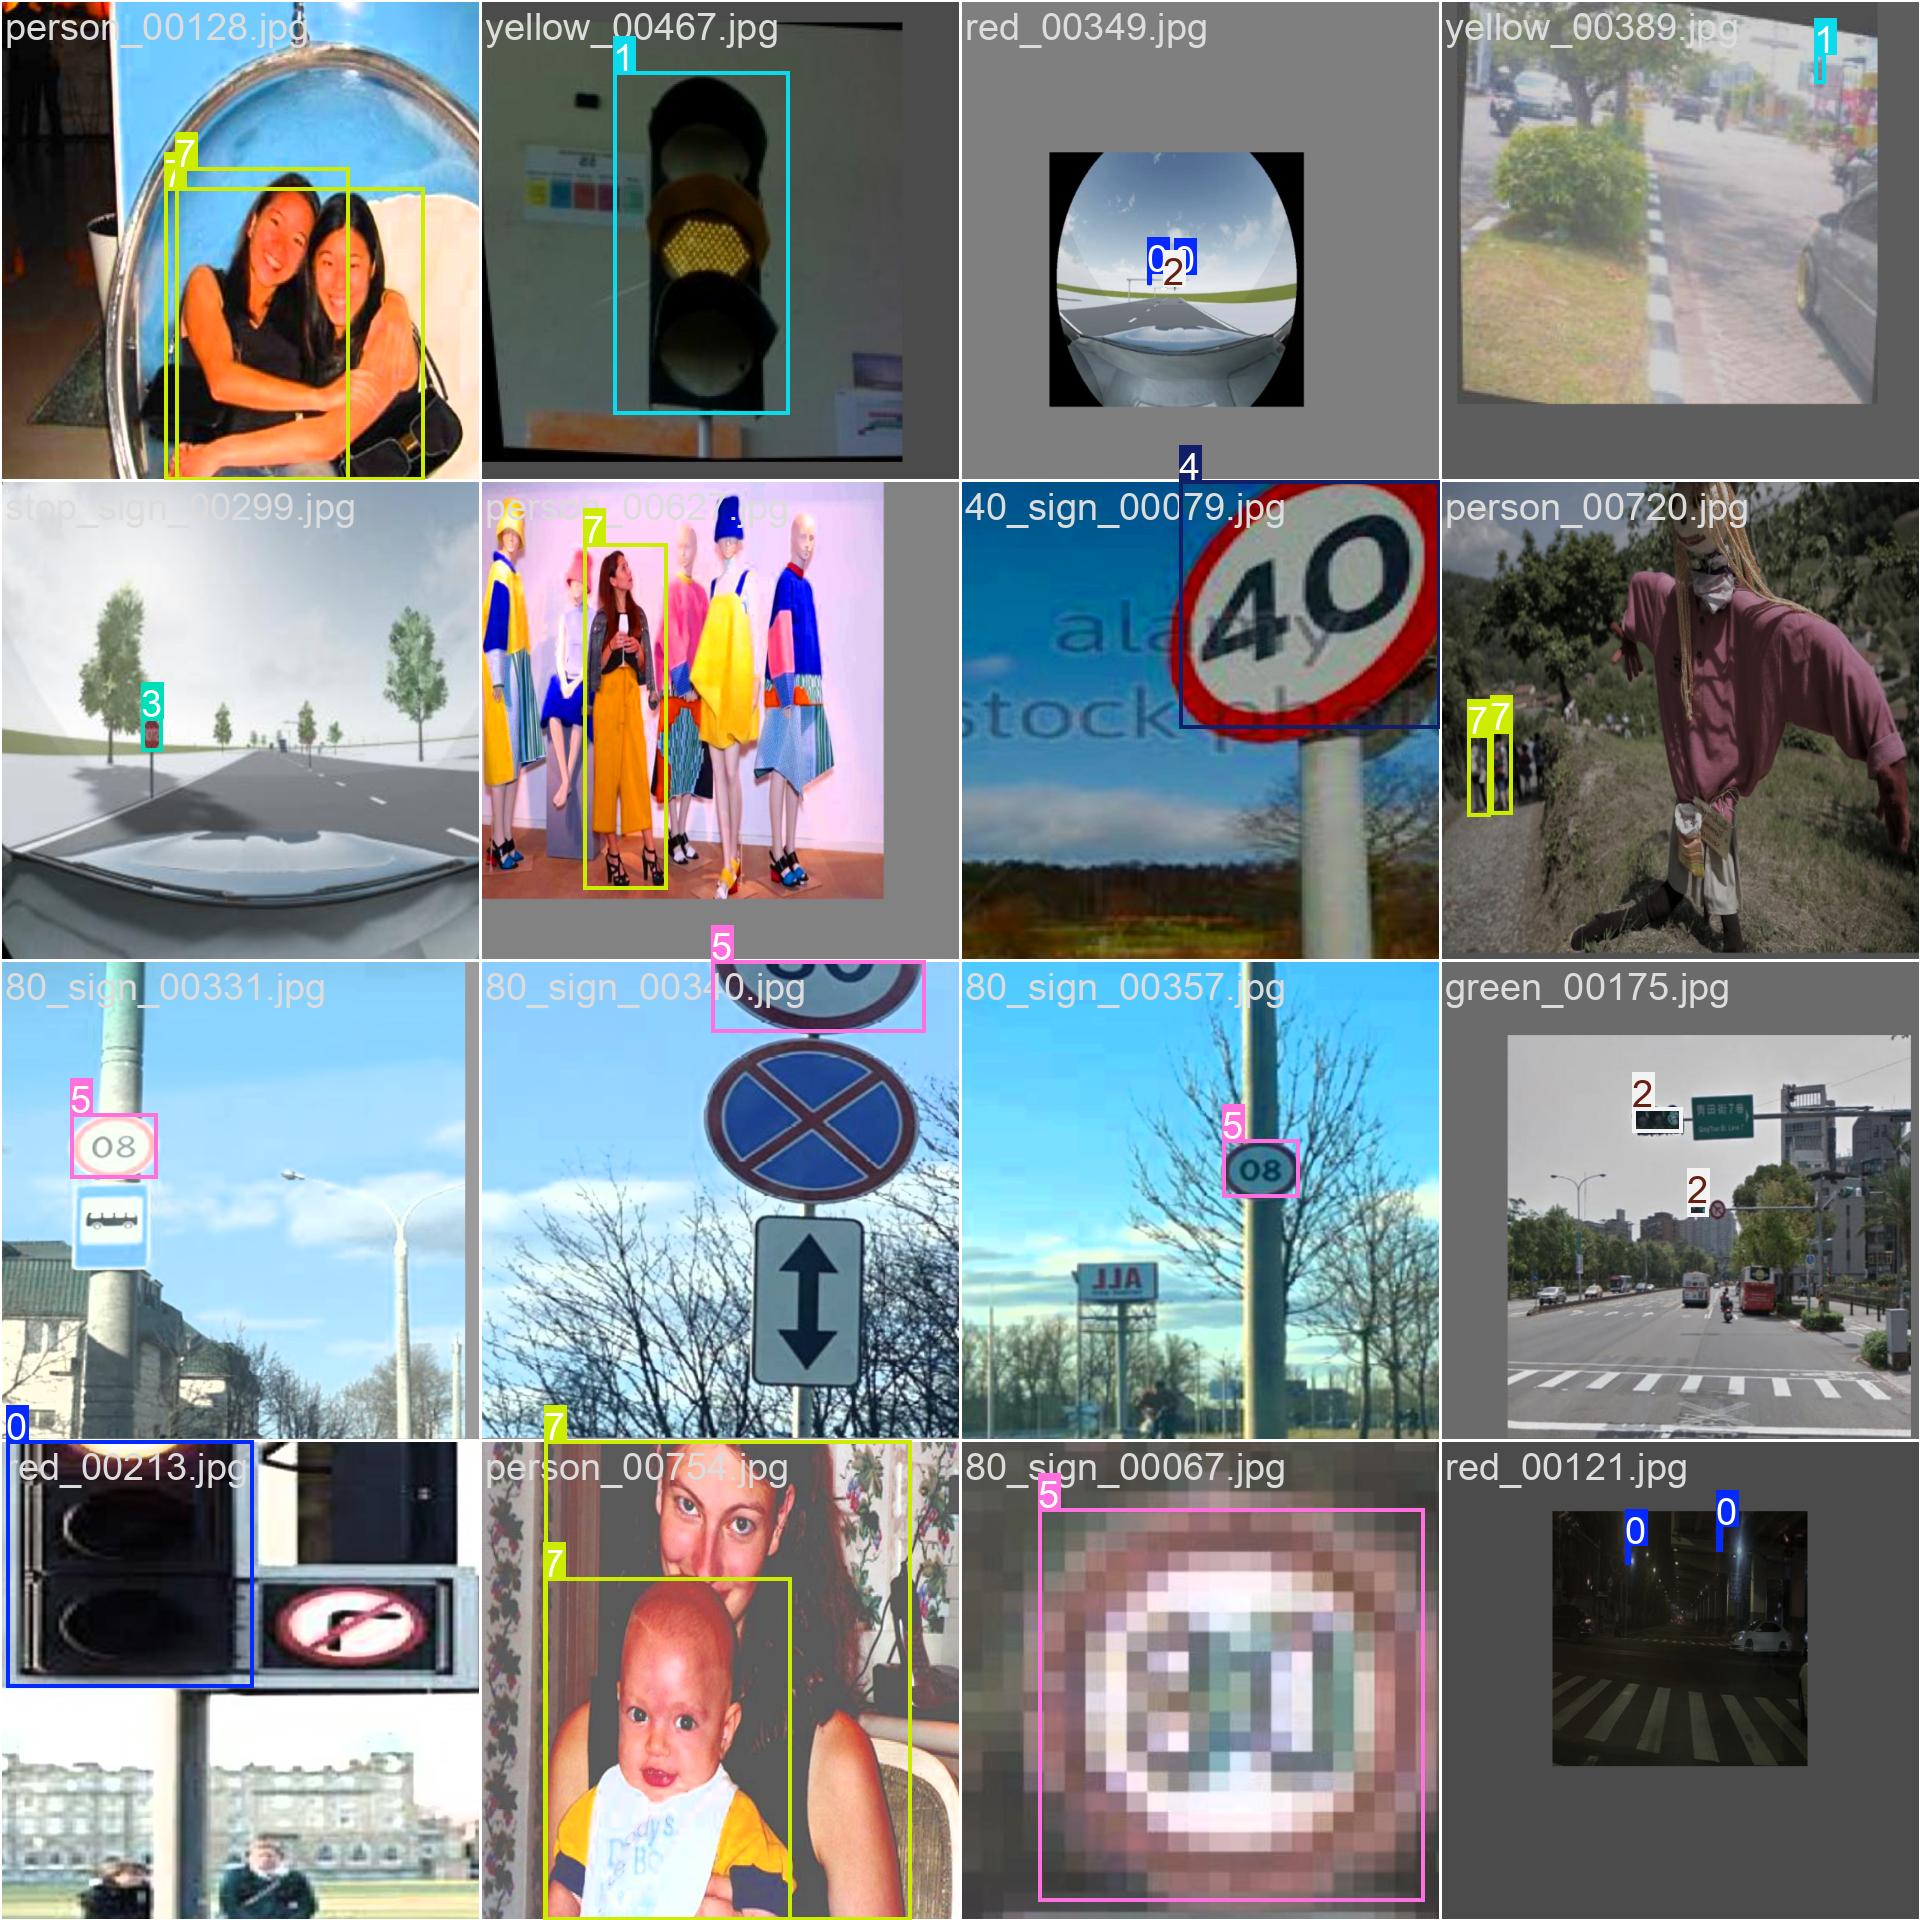 person_00128.jpg
7
7
yellow_00467.jpg
1
red_00349.jpg
0
0
2
yellow_00389.jpg
1
stop_sign_00299.jpg
3
person_00627.jpg
7
4
40_sign_00079.jpg
40
alamy
stock photo
person_00720.jpg
7
7
80_sign_00331.jpg
5
08
5
80_sign_00340.jpg
80
80_sign_00357.jpg
5
08
ALL
green_00175.jpg
2
2
0
red_00213.jpg
7
person_00754.jpg
7
80_sign_00067.jpg
5
red_00121.jpg
0
0